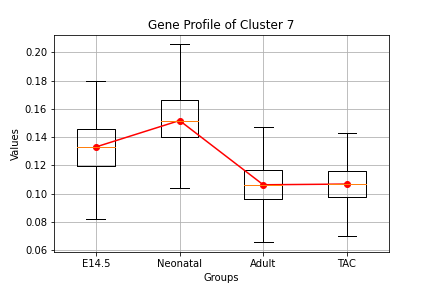 Gene Profile of Cluster 7
Values
0.20
0.18
0.16
0.14
0.12
0.10
0.08
0.06
E14.5 Neonatal Adult TAC
Groups